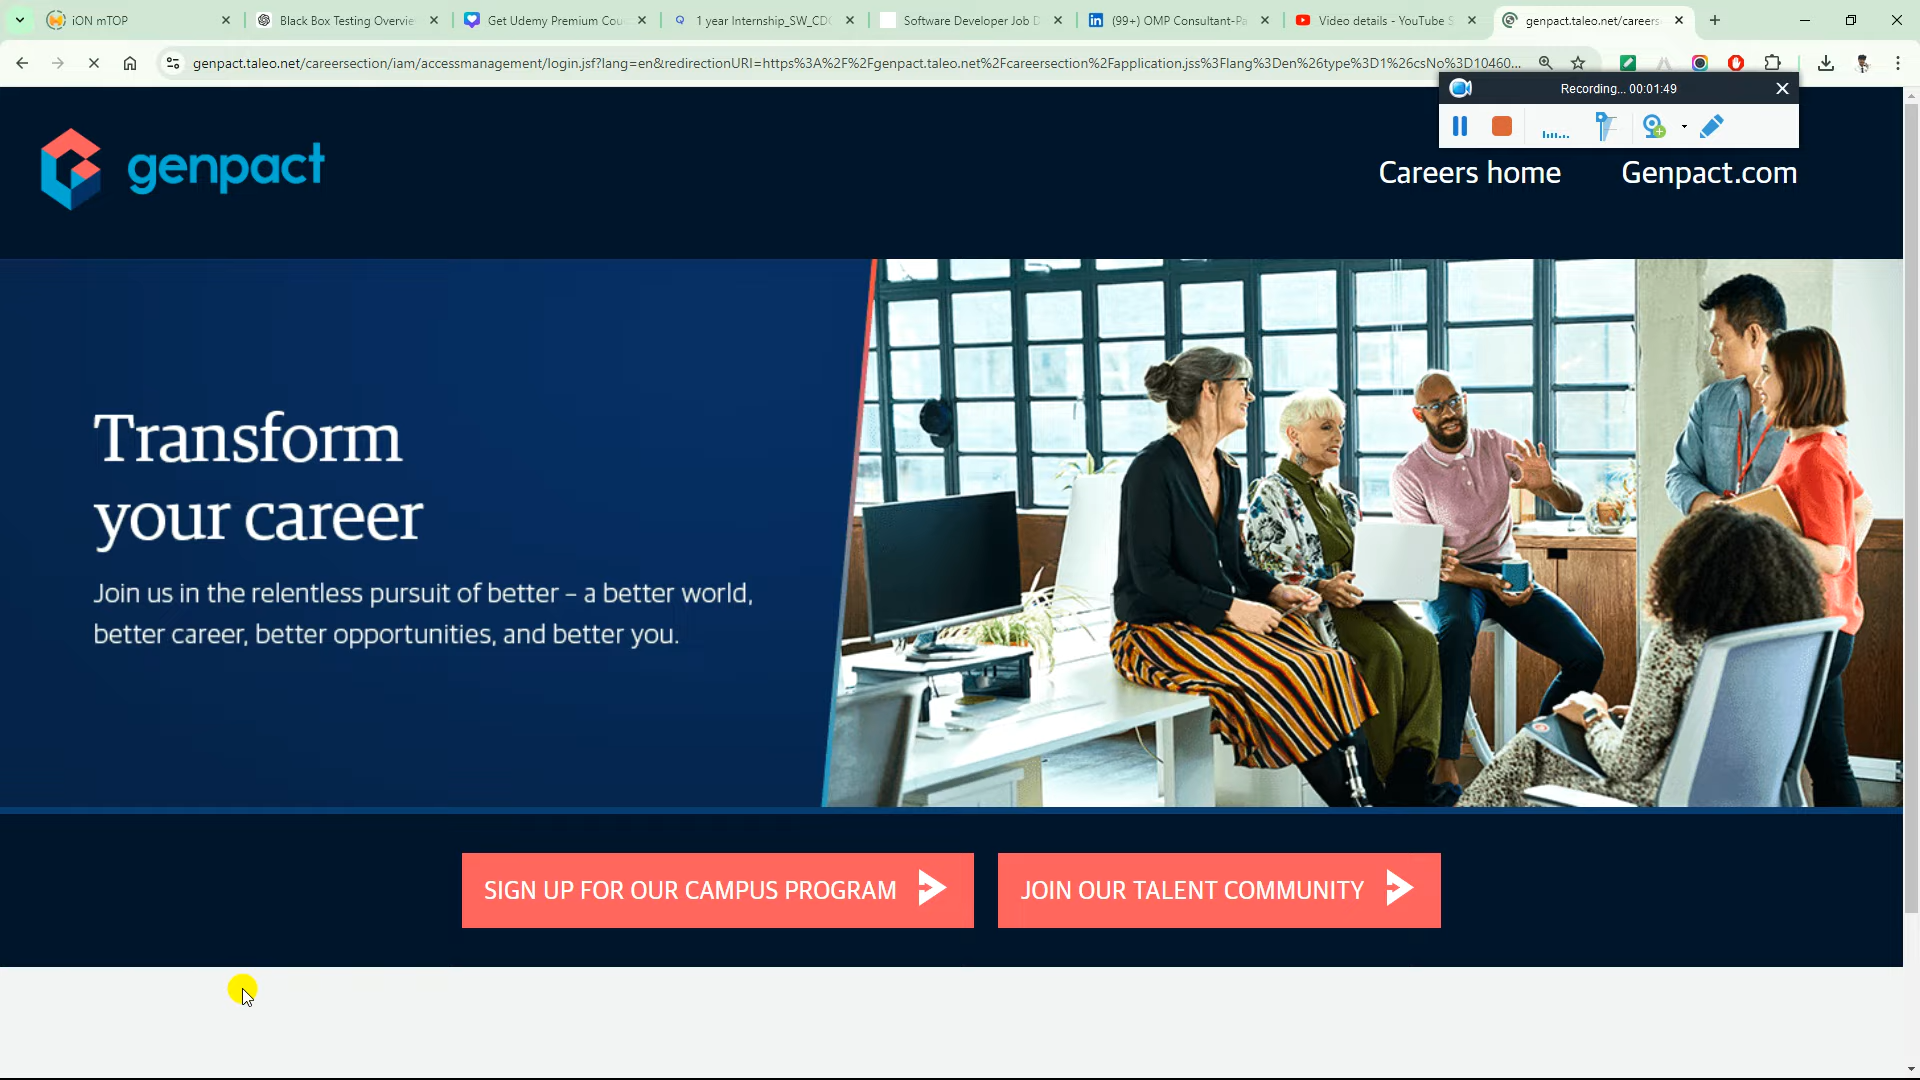 iON mTOP
Black Box Testing Overvie
Get Udemy Premium Cou
1 year Internship_SW_CD
Software Developer Job D
(99+) OMP Consultant-Pa
Video details - YouTube S
genpact.taleo.net/careers
genpact.taleo.net/careersection/iam/accessmanagement/login.jsf?lang=en&redirectionURI=https%3A%2F%2Fgenpact.taleo.net%2Fcareersection%2Fapplication.jss%3Flang%3Den%26type%3D1%26csNo%3D10460...
Recording... 00:01:49
genpact
Careers home
Genpact.com
Transform
your career
Join us in the relentless pursuit of better – a better world,
better career, better opportunities, and better you.
SIGN UP FOR OUR CAMPUS PROGRAM
JOIN OUR TALENT COMMUNITY